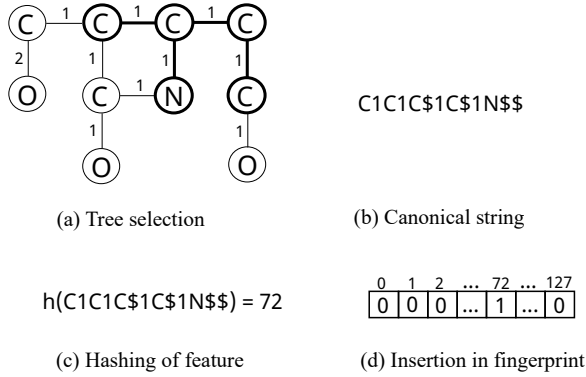 C 1 C 1 C 1 C
2 1 1 1
O C 1 N C
1 1
O O
C1C1C$1C$1N$$
(a) Tree selection
(b) Canonical string
h(C1C1C$1C$1N$$) = 72
0 1 2 ... 72 ... 127
0 0 0 ... 1 ... 0
(c) Hashing of feature
(d) Insertion in fingerprint